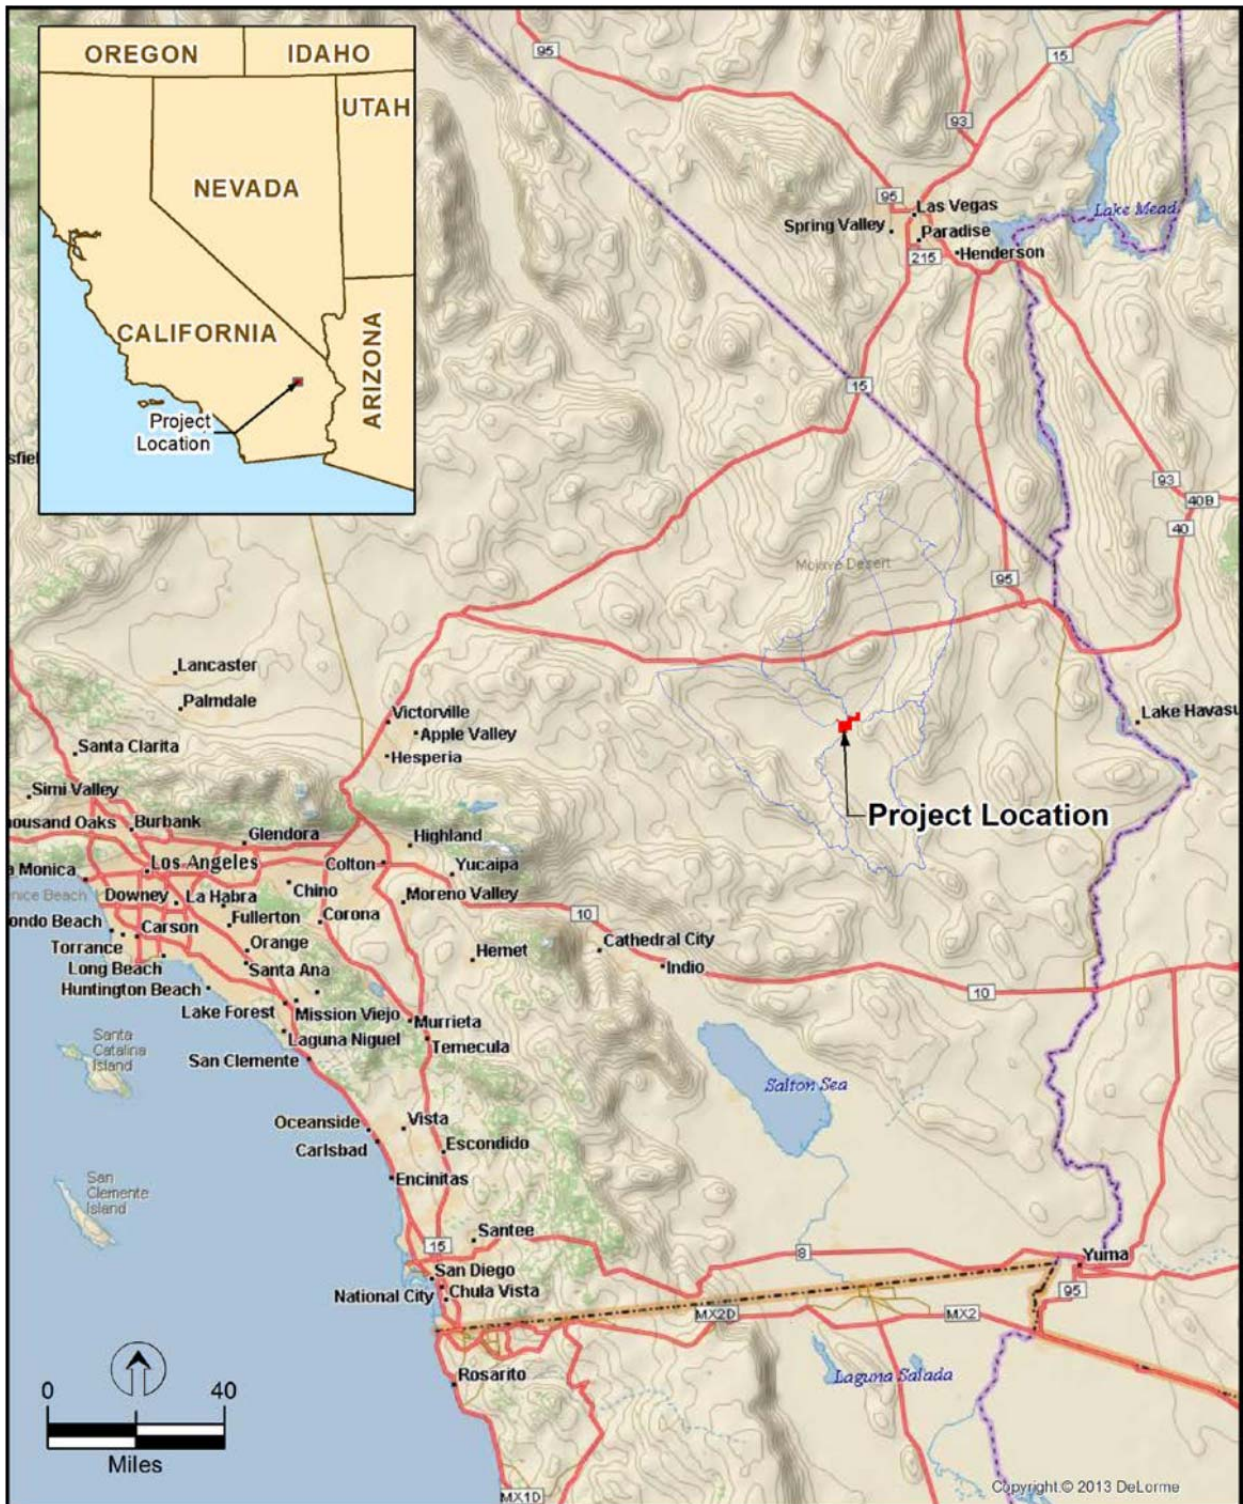 OREGON
IDAHO
UTAH
NEVADA
CALIFORNIA
ARIZONA
Project
Location
95
15
93
95
Las Vegas
Lake Mead
Spring Valley
Paradise
Henderson
215
15
sfiel
93
40B
40
Mojave Desert
95
Lancaster
Palmdale
Victorville
Apple Valley
Lake Havasu
Santa Clarita
Hesperia
Simi Valley
Project Location
ousand Oaks
Burbank
Glendora
Highland
a Monica
Los Angeles
Colton
Yucaipa
nice Beach
Downey
La Habra
Chino
Moreno Valley
ondo Beach
Carson
Fullerton
Corona
10
Torrance
Orange
Hemet
Cathedral City
Long Beach
Santa Ana
Indio
Huntington Beach
10
Lake Forest
Mission Viejo
Murrieta
Santa
Catalina
Island
Laguna Niguel
Temecula
San Clemente
Salton Sea
Oceanside
Vista
Carlsbad
Escondido
San
Clemente
Island
Encinitas
Santee
15
8
Yuma
San Diego
National City
Chula Vista
95
MX2D
MX2
Rosarito
Laguna Salada
0
40
Miles
MX1D
Copyright:© 2013 DeLorme